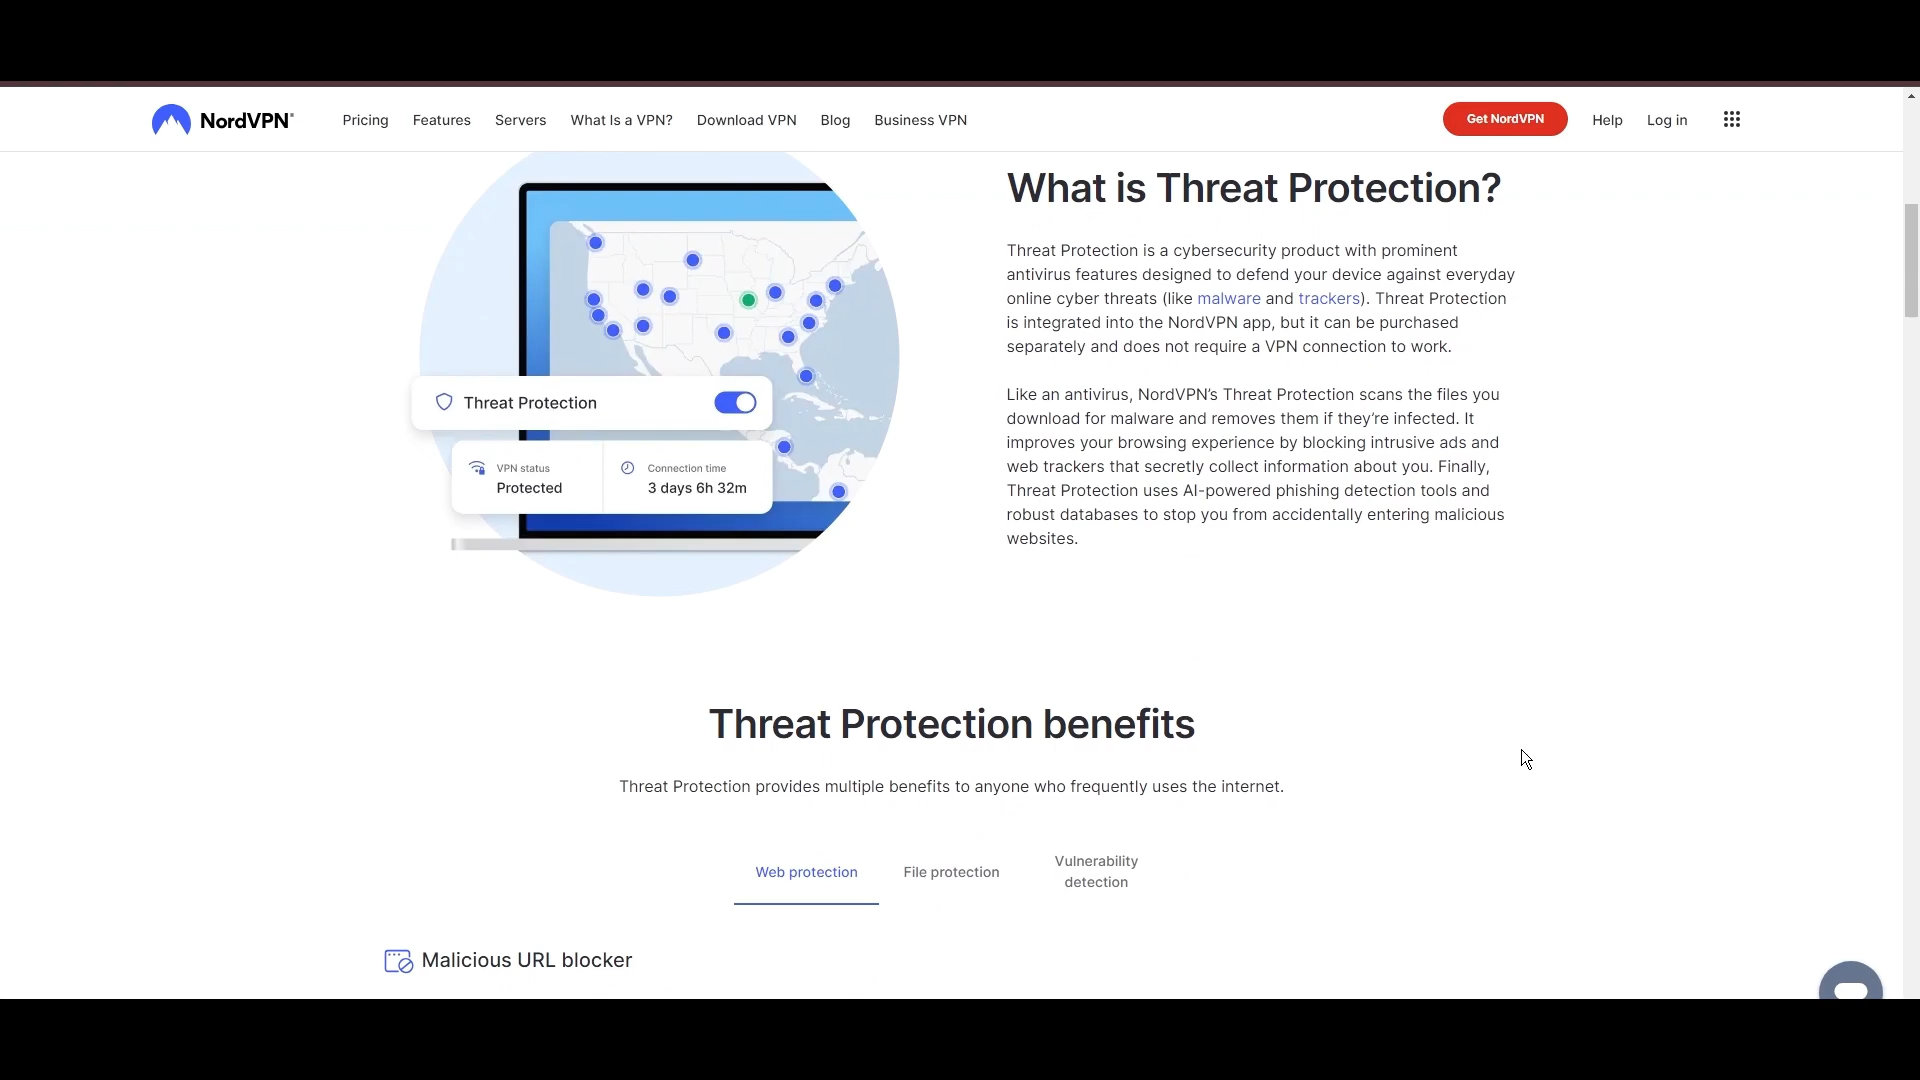 NordVPN®
Pricing
Features
Servers
What Is a VPN?
Download VPN
Blog
Business VPN
Get NordVPN
Help
Log in
What is Threat Protection?
Threat Protection is a cybersecurity product with prominent
antivirus features designed to defend your device against everyday
online cyber threats (like malware and trackers). Threat Protection
is integrated into the NordVPN app, but it can be purchased
separately and does not require a VPN connection to work.
Like an antivirus, NordVPN’s Threat Protection scans the files you
download for malware and removes them if they’re infected. It
improves your browsing experience by blocking intrusive ads and
web trackers that secretly collect information about you. Finally,
Threat Protection uses AI-powered phishing detection tools and
robust databases to stop you from accidentally entering malicious
websites.
Threat Protection
VPN status
Protected
Connection time
3 days 6h 32m
Threat Protection benefits
Threat Protection provides multiple benefits to anyone who frequently uses the internet.
Web protection
File protection
Vulnerability
detection
Malicious URL blocker